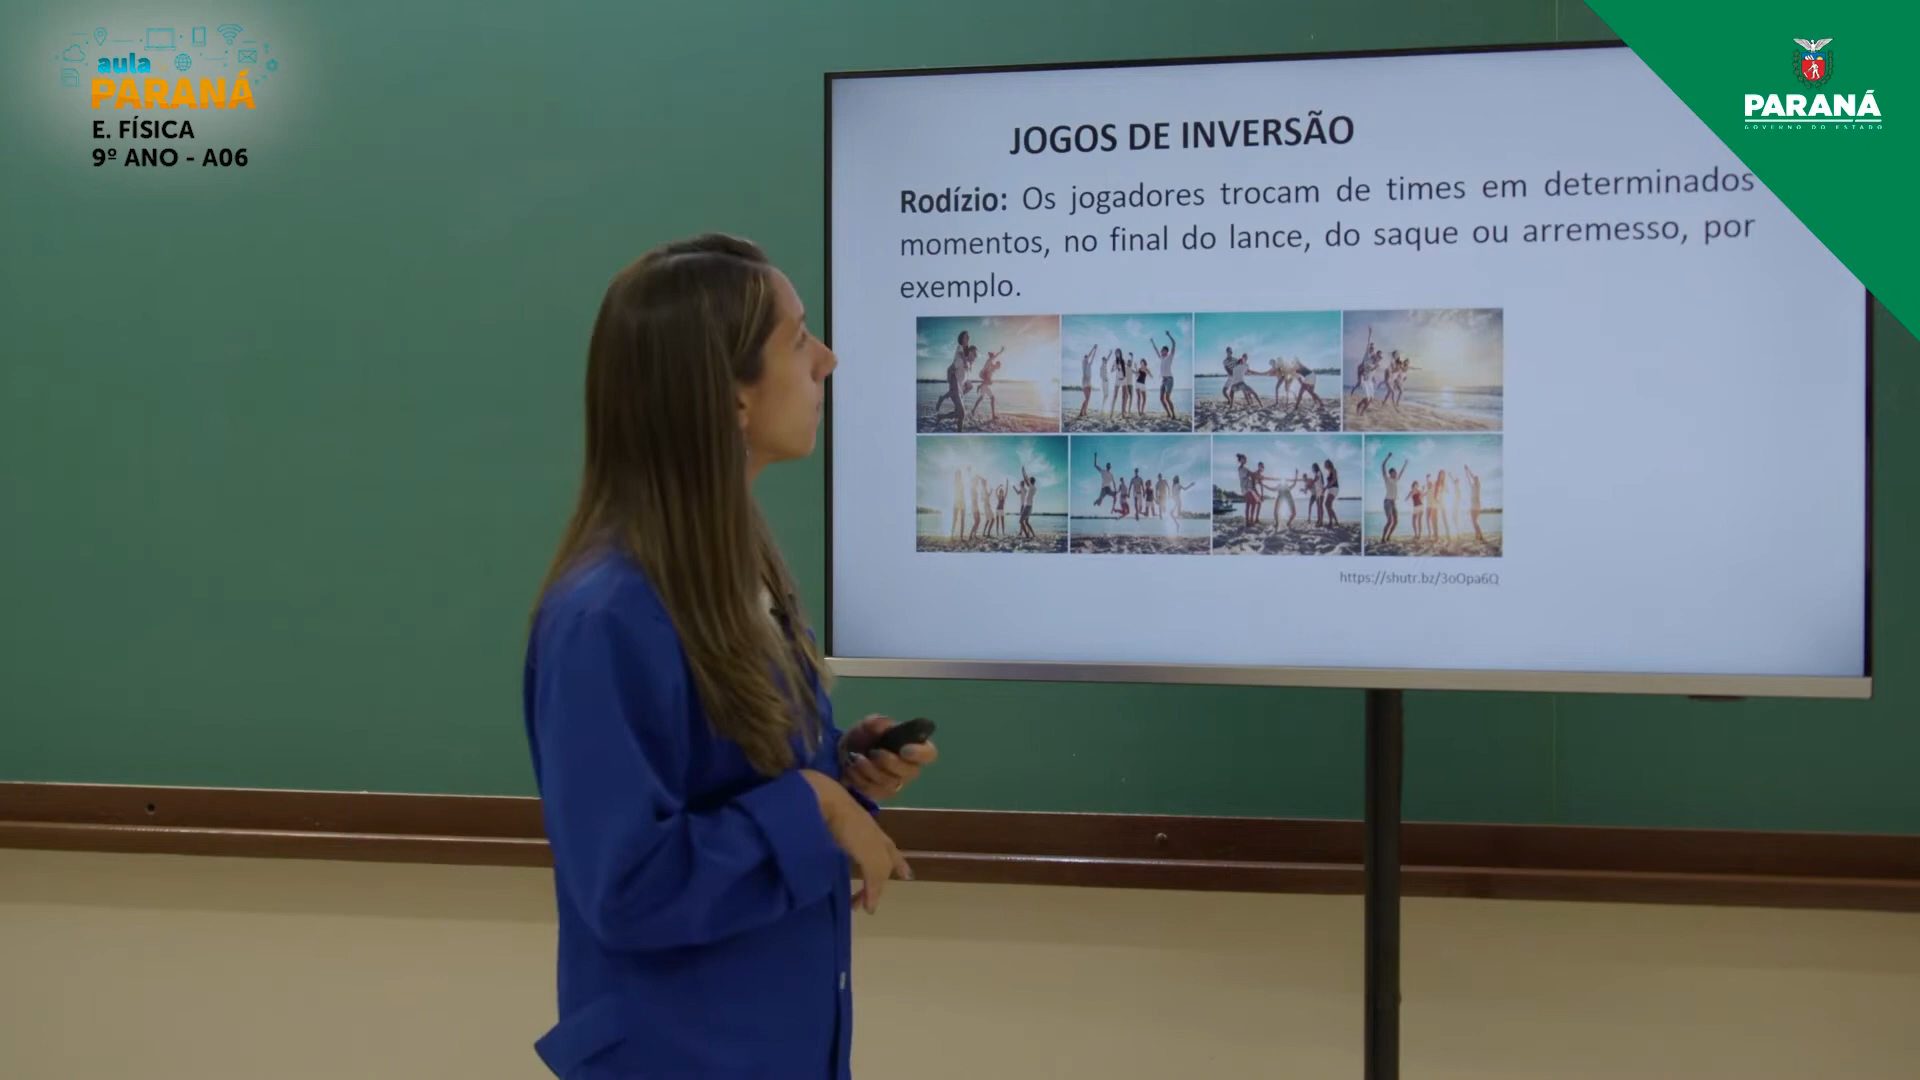 aula
PARANÁ
E. FÍSICA
9º ANO - A06
PARANÁ
GOVERNO DO ESTADO
JOGOS DE INVERSÃO
Rodízio: Os jogadores trocam de times em determinados
momentos, no final do lance, do saque ou arremesso, por
exemplo.
https://shutr.bz/3oOpa6Q